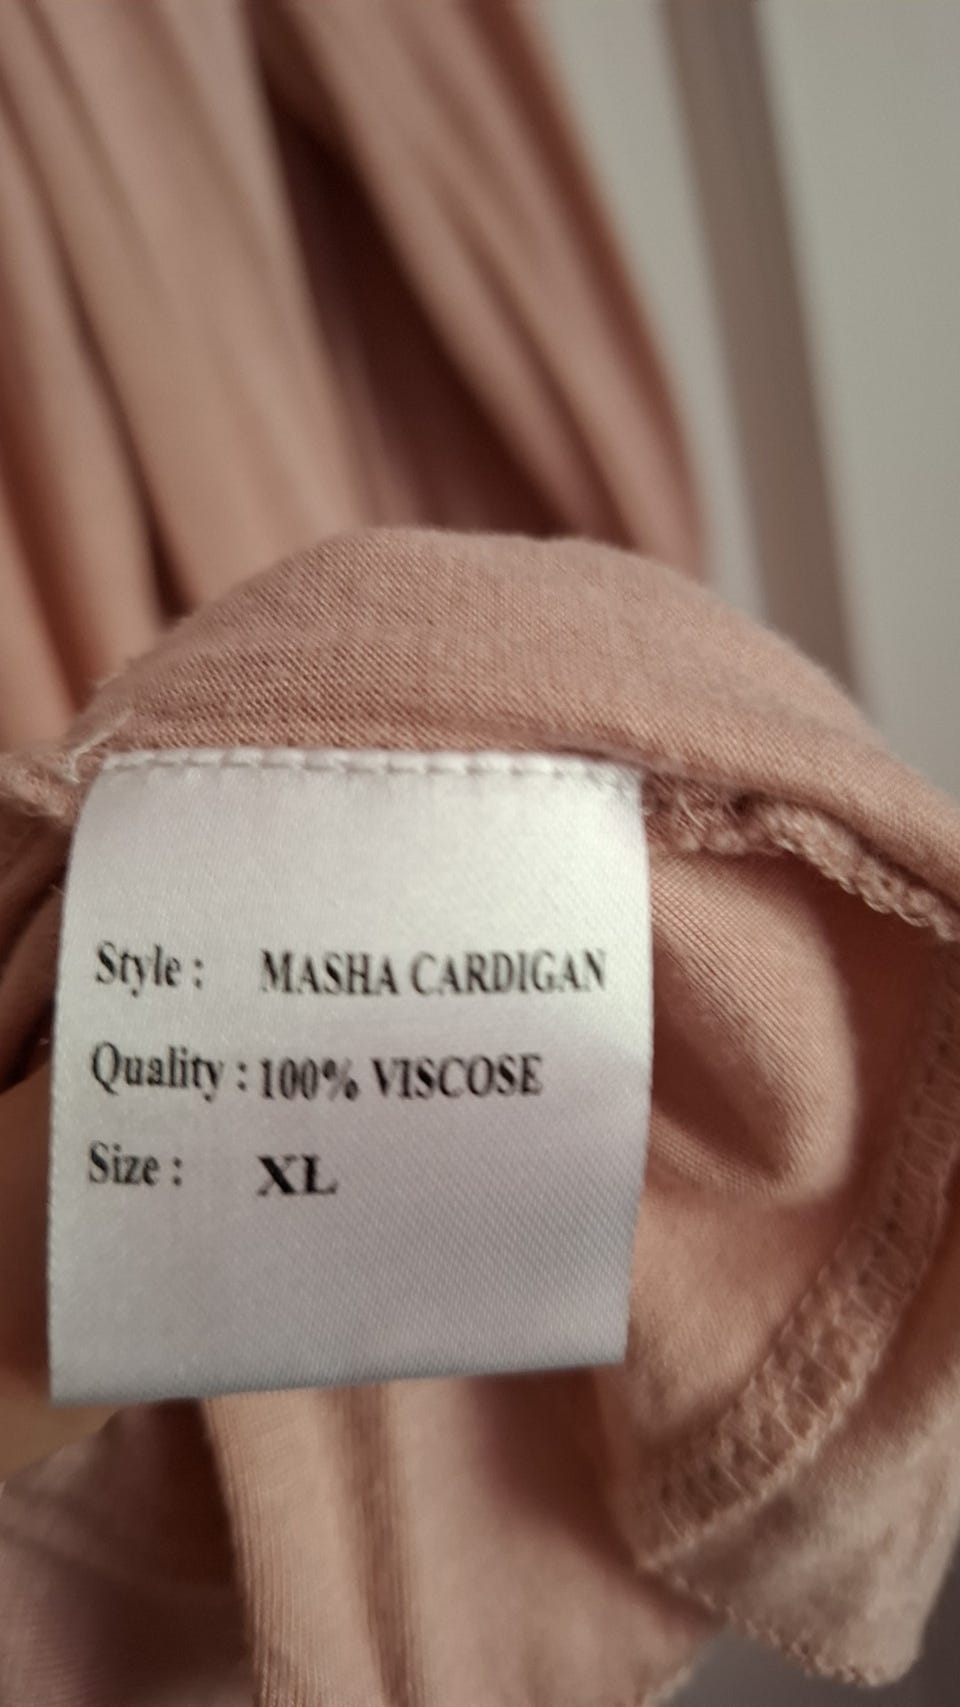 Style : MASHA CARDIGAN
Quality : 100% VISCOSE
Size : XL